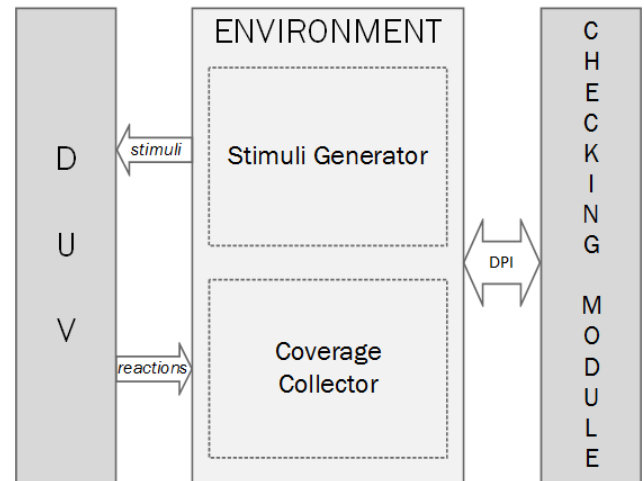 ENVIRONMENT
D
U
V
stimuli
reactions
Stimuli Generator
Coverage
Collector
DPI
C
H
E
C
K
I
N
G
M
O
D
U
L
E